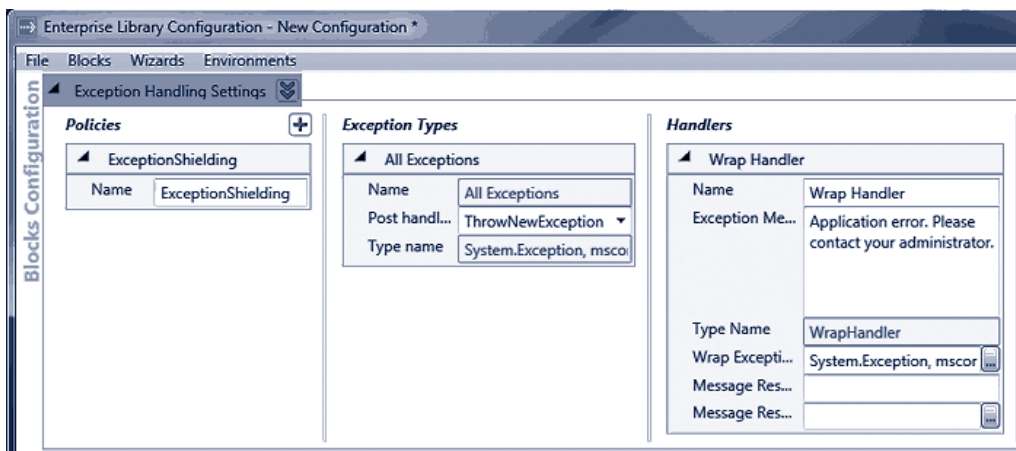 Enterprise Library Configuration - New Configuration *
File Blocks Wizards Environments
Blocks Configuration
Exception Handling Settings
Policies
ExceptionShielding
Name ExceptionShielding
Exception Types
All Exceptions
Name All Exceptions
Post handl... ThrowNewException
Type name System.Exception, msco
Handlers
Wrap Handler
Name Wrap Handler
Exception Me... Application error. Please
contact your administrator.
Type Name WrapHandler
Wrap Excepti... System.Exception, mscor
Message Res...
Message Res...